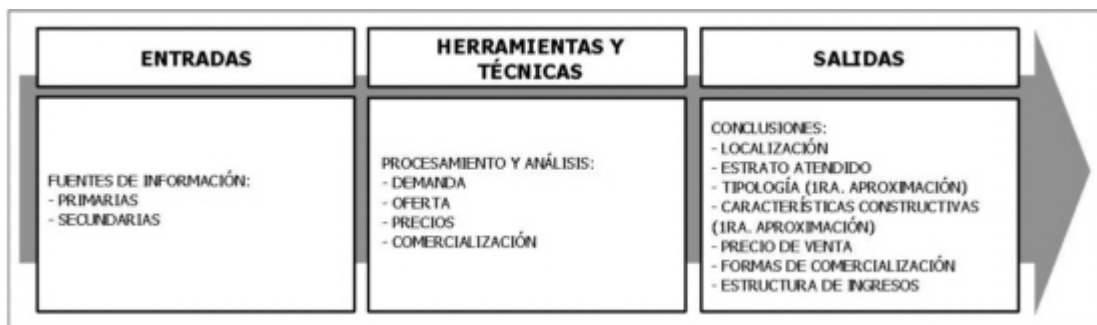 ENTRADAS
FUENTES DE INFORMACIÓN:
- PRIMARIAS
- SECUNDARIAS
HERRAMIENTAS Y
TÉCNICAS
PROCESAMIENTO Y ANÁLISIS:
- DEMANDA
- OFERTA
- PRECIOS
- COMERCIALIZACIÓN
SALIDAS
CONCLUSIONES:
- LOCALIZACIÓN
- ESTRATO ATENDIDO
- TIPOLOGÍA (1RA. APROXIMACIÓN)
- CARACTERÍSTICAS CONSTRUCTIVAS
(1RA. APROXIMACIÓN)
- PRECIO DE VENTA
- FORMAS DE COMERCIALIZACIÓN
- ESTRUCTURA DE INGRESOS